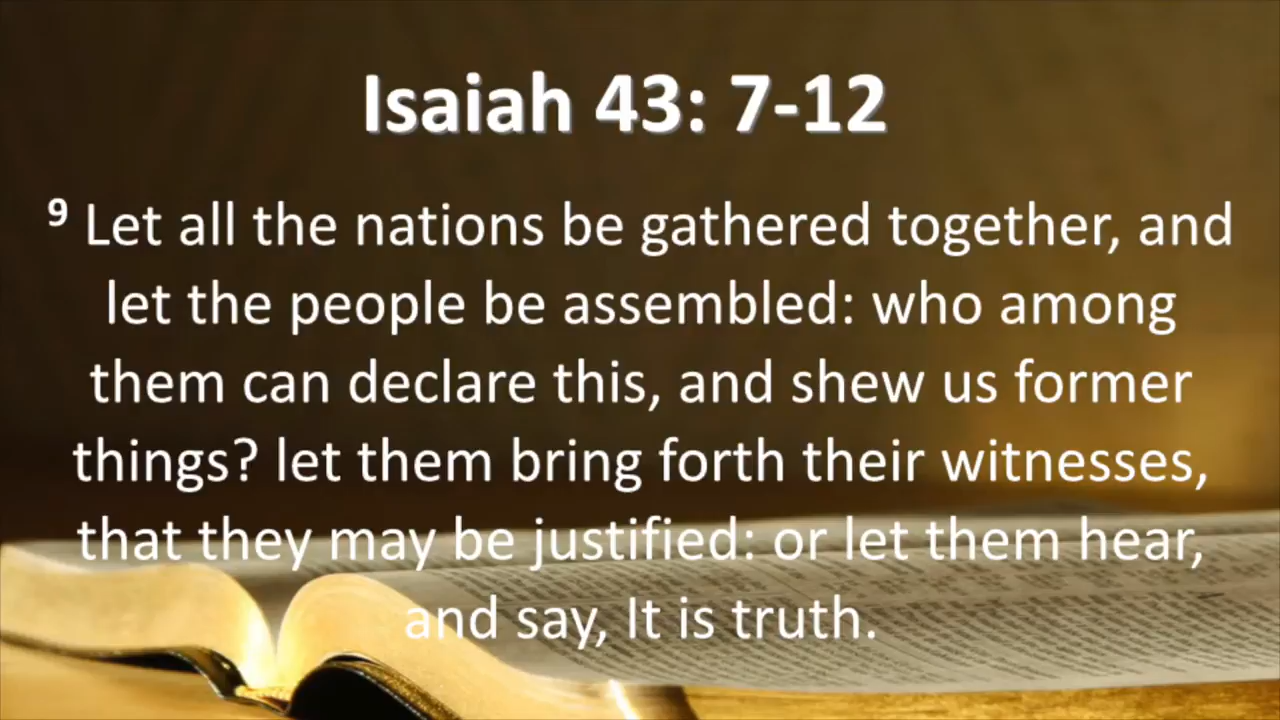 Isaiah 43: 7-12
9 Let all the nations be gathered together, and
let the people be assembled: who among
them can declare this, and shew us former
things? let them bring forth their witnesses,
that they may be justified: or let them hear,
and say, It is truth.